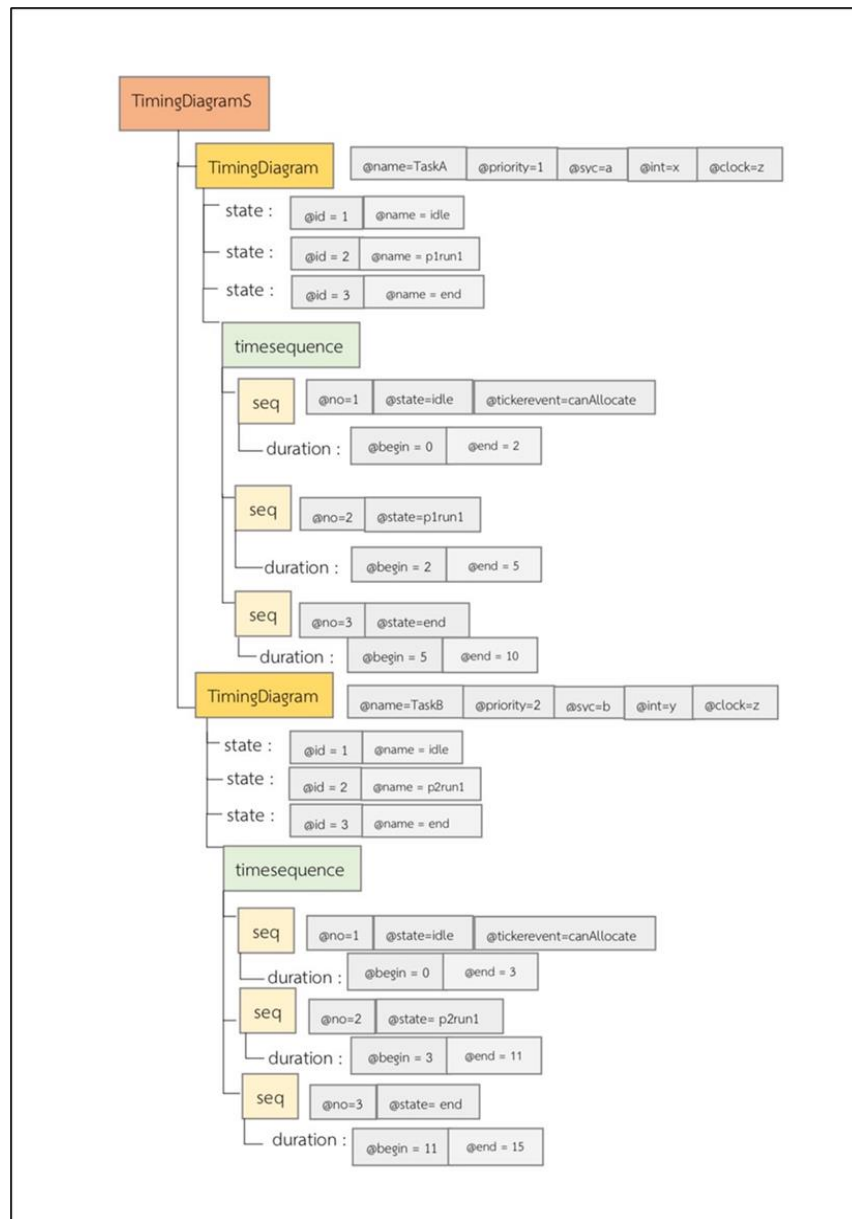 TimingDiagramS
TimingDiagram @name=TaskA @priority=1 @svc=a @int=x @clock=z
state : @id = 1 @name = idle
state : @id = 2 @name = p1run1
state : @id = 3 @name = end
timesequence
seq @no=1 @state=idle @tickerevent=canAllocate
duration : @begin = 0 @end = 2
seq @no=2 @state=p1run1
duration : @begin = 2 @end = 5
seq @no=3 @state=end
duration : @begin = 5 @end = 10
TimingDiagram @name=TaskB @priority=2 @svc=b @int=y @clock=z
state : @id = 1 @name = idle
state : @id = 2 @name = p2run1
state : @id = 3 @name = end
timesequence
seq @no=1 @state=idle @tickerevent=canAllocate
duration : @begin = 0 @end = 3
seq @no=2 @state= p2run1
duration : @begin = 3 @end = 11
seq @no=3 @state= end
duration : @begin = 11 @end = 15